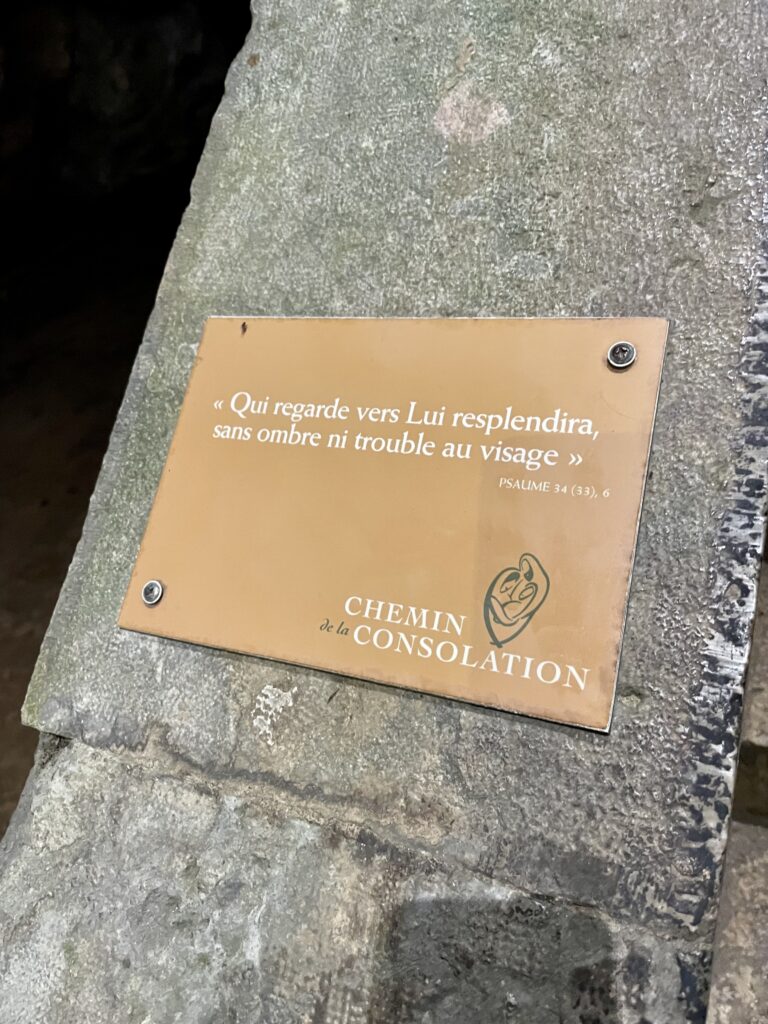 « Qui regarde vers Lui resplendira,
sans ombre ni trouble au visage »
PSAUME 34 (33), 6
CHEMIN
de la CONSOLATION